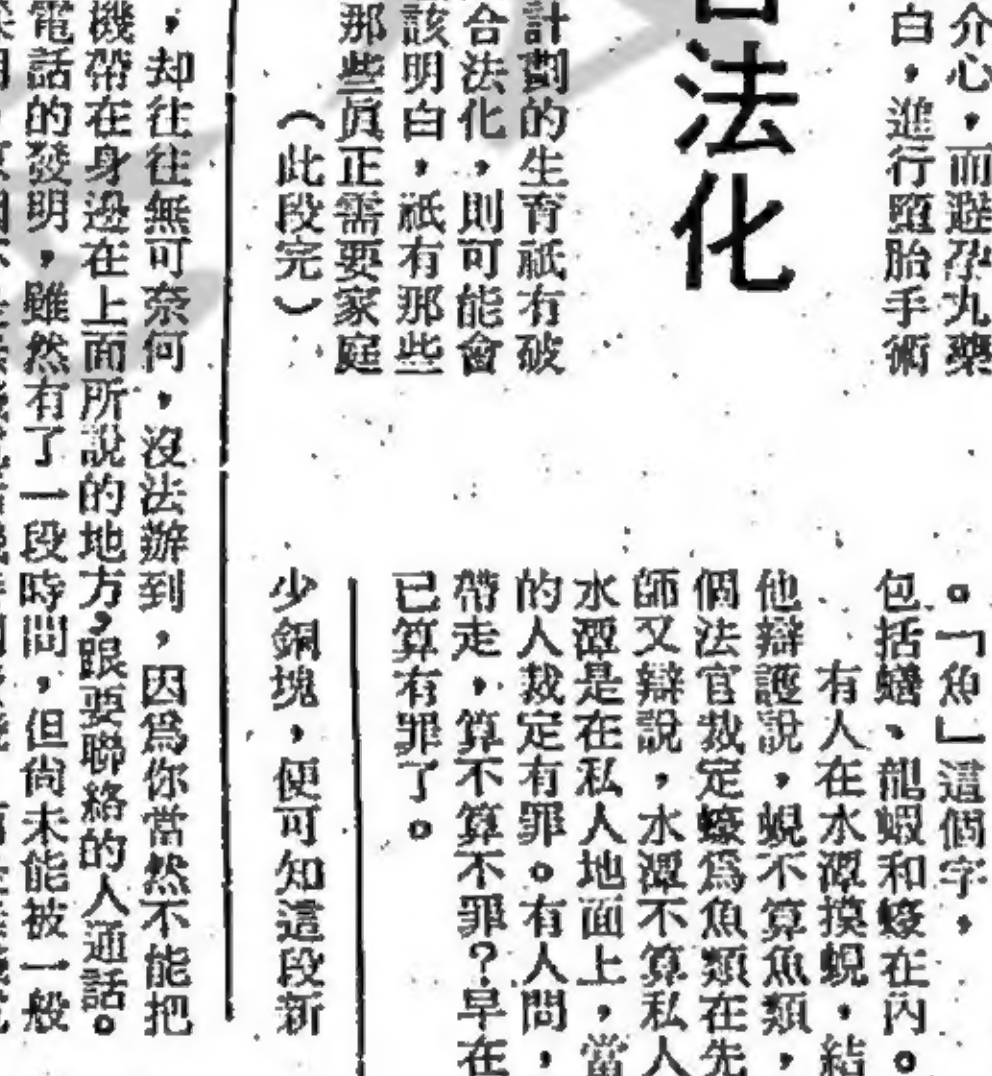 介心，而避孕丸藥
白，進行墮胎手術
法化
計劃的生育祇有破
合法化，則可能會
該明白，祇有那些
那些眞正需要家庭
（此段完）
。「魚」這個字，
包括蟮、龍蝦和蠔在內。
有人在水潭摸蜆，結
他辯護說，蜆不算魚類，
個法官裁定蠔爲魚類在先
師又辯說，水潭不算私人
水潭是在私人地面上，當
的人裁定有罪。有人問，
帶走，算不算不罪？早在
已算有罪了。
少銅塊，便可知這段新
，却往往無可奈何，沒法辦到，因爲你當然不能把
機帶在身邊在上面所說的地方，跟要聯絡的人通話。
電話的發明，雖然有了一段時間，但尙未能被一般